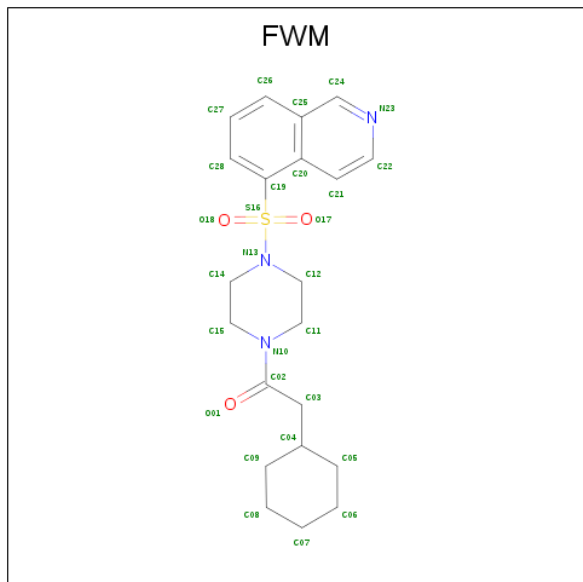 FWM
C26 C24
C25
C27 N23
C28 C20 C22
C19 C21
S16
O18 O S O O17
N13 N
C14 C12
C15 C11
N N10
C02 C03
O01 O
C04
C09 C05
C08 C06
C07
N